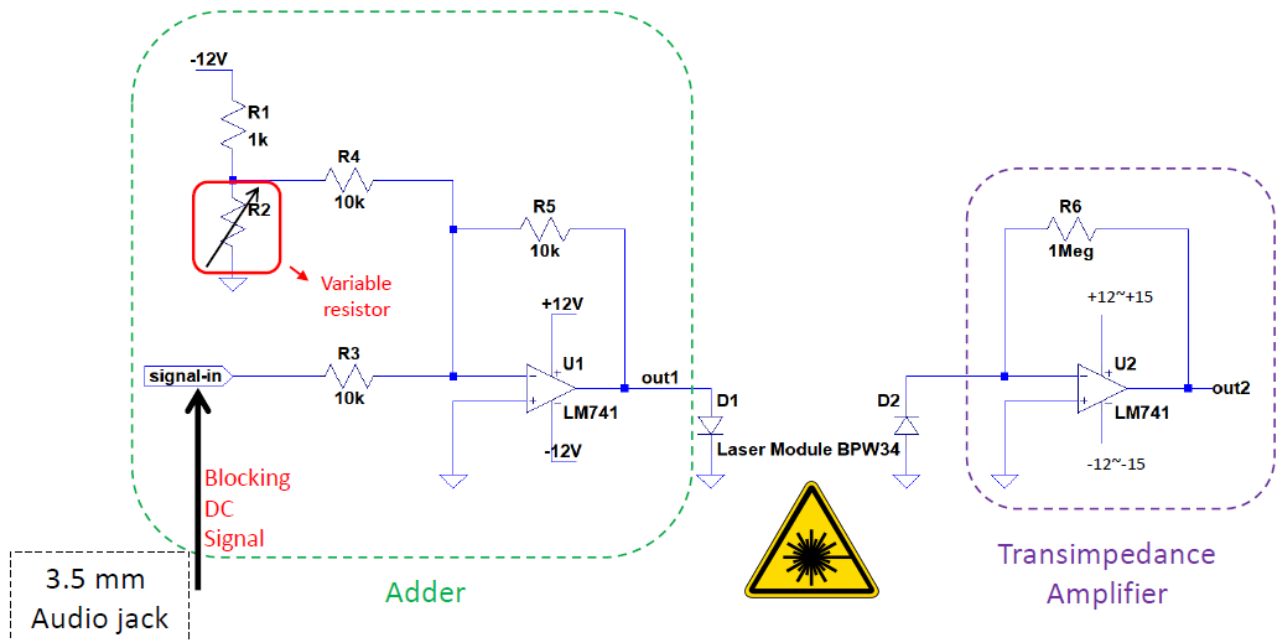 -12V
R1
1k
R4
10k
R2
R5
10k
Variable
resistor
+12V
U1
LM741
-12V
signal-in
R3
10k
out1
D1
Laser Module
Blocking
DC
Signal
3.5 mm
Audio jack
Adder
D2
BPW34
R6
1Meg
+12~+15
U2
LM741
-12~-15
out2
Transimpedance
Amplifier